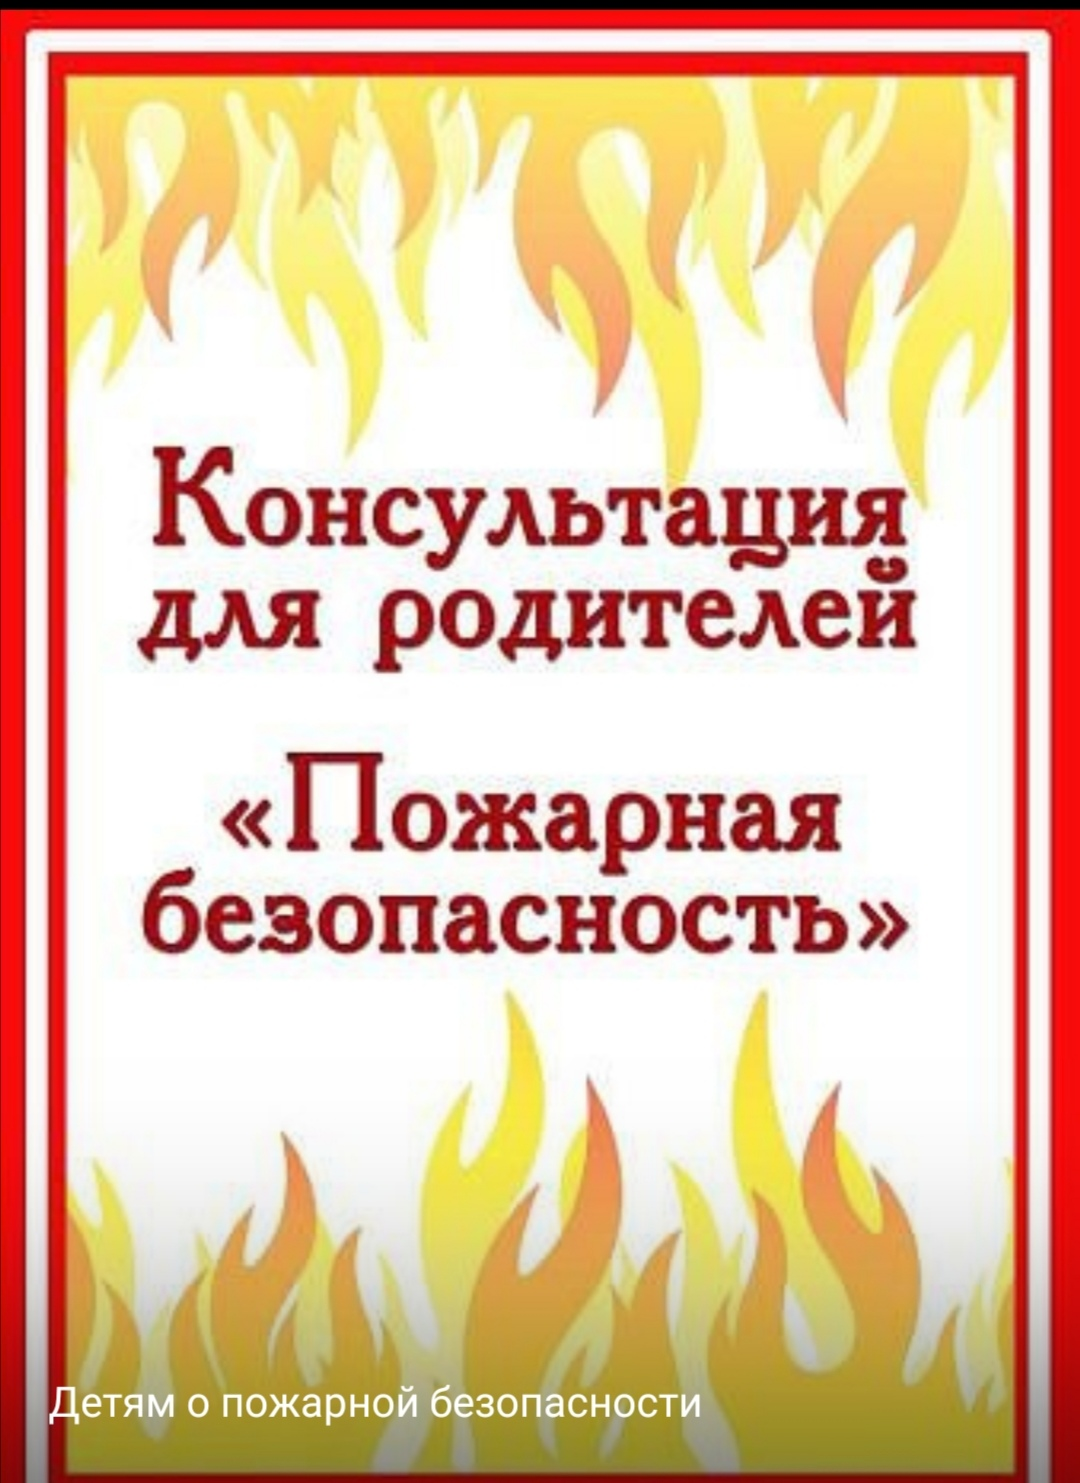 Консультация
для родителей
«Пожарная
безопасность»
Детям о пожарной безопасности